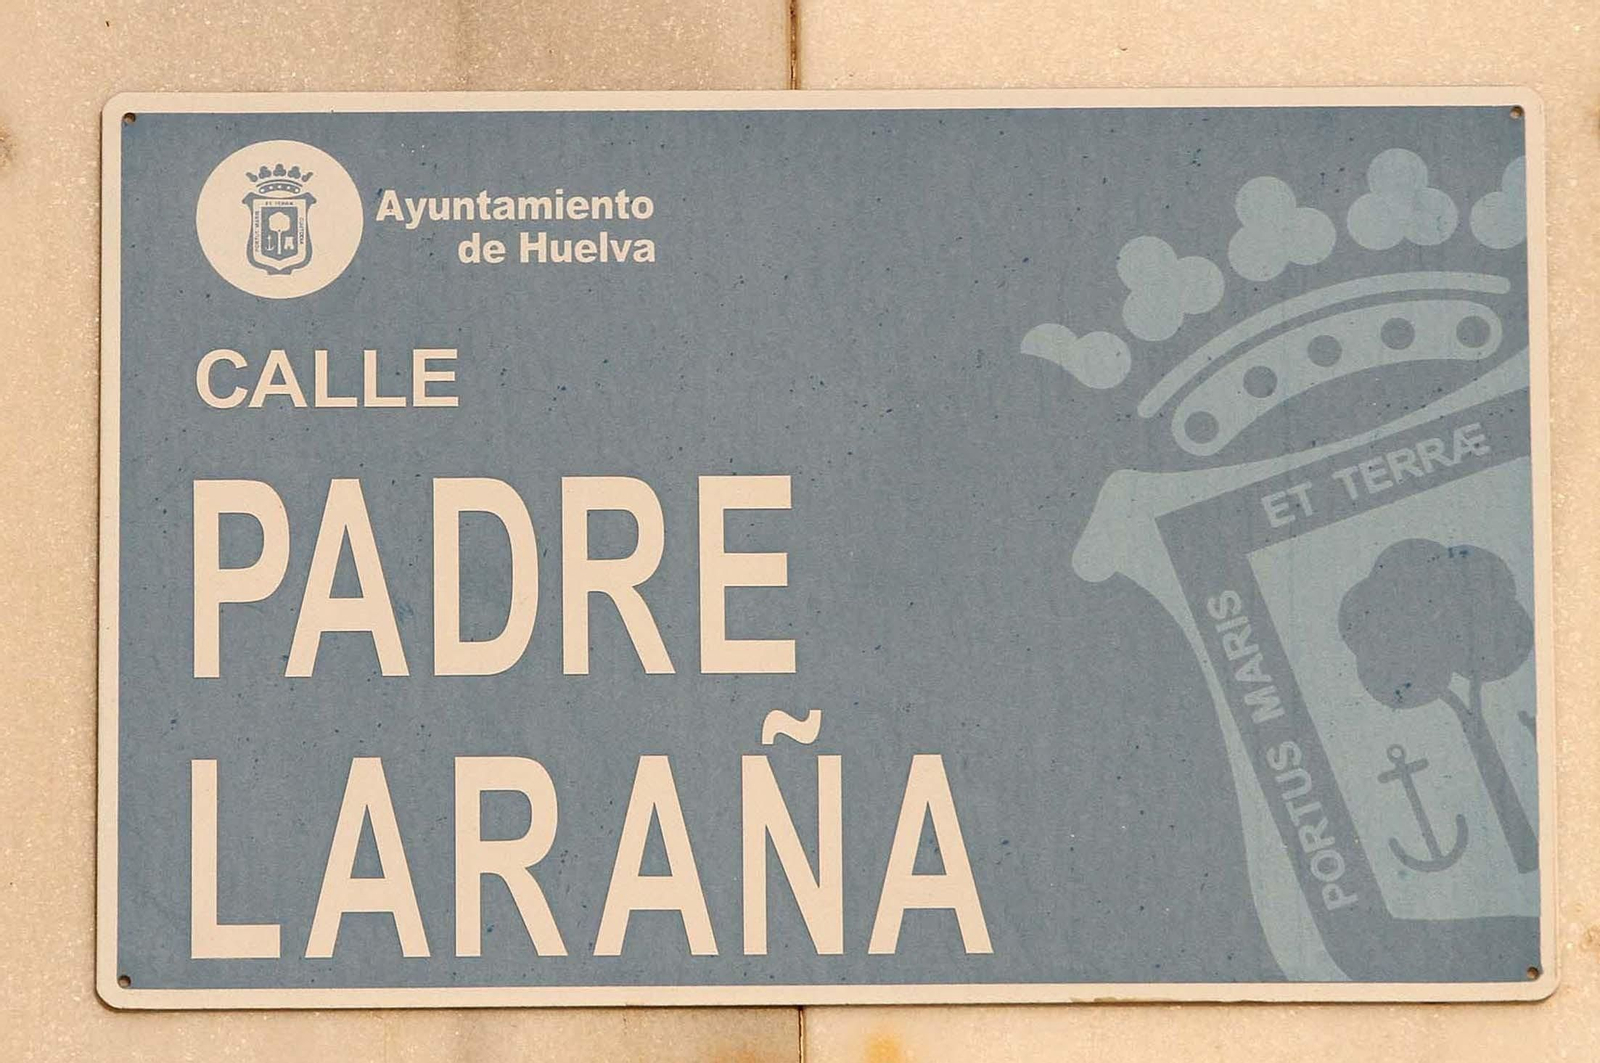 Ayuntamiento
de Huelva
CALLE
PADRE
LARAÑA
ET TERRÆ
PORTUS MARIS